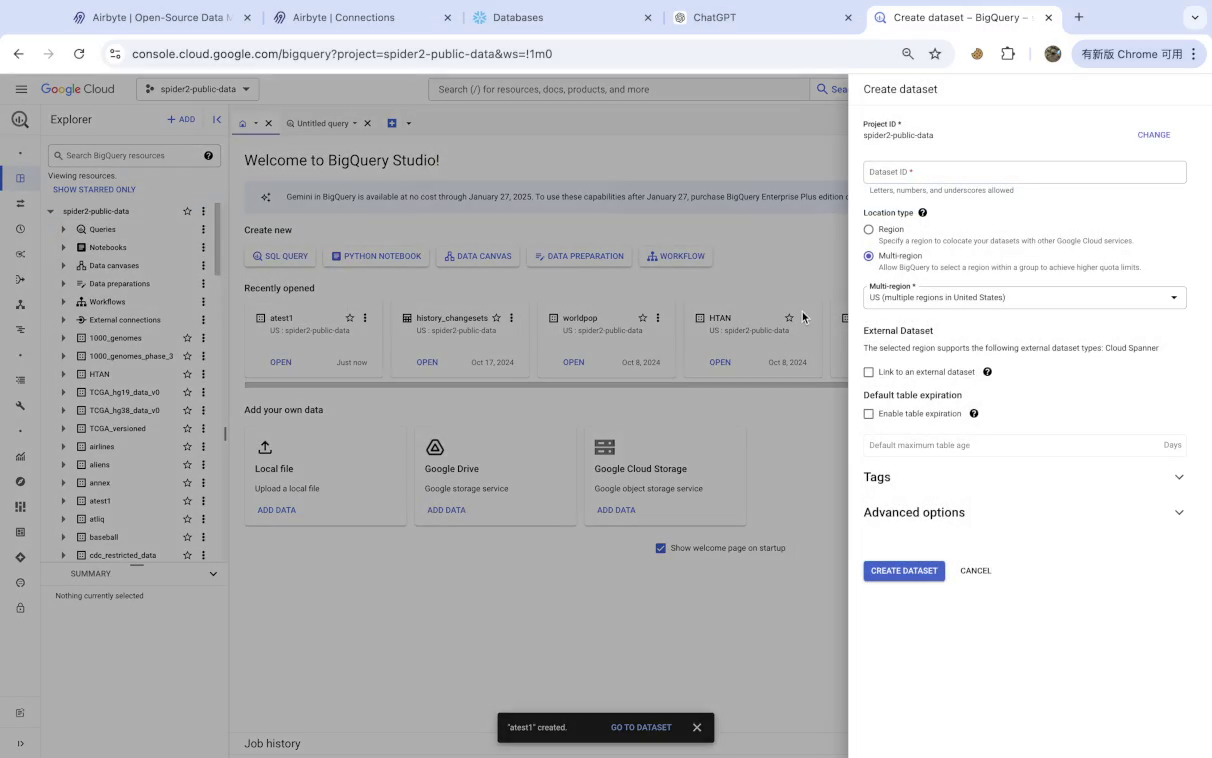 BigQuery – All Data In
Databases
ChatGPT
Create dataset – BigQuery –
console.cloud.google.com/bigquery?project=spider2-public-data&ws=!1m0
有新版 Chrome 可用
Google Cloud
spider2-public-data
Search (/) for resources, docs, products, and more
Sea
Explorer
+ ADD
Untitled query
Search BigQuery resources
Viewing resources.
SHOW STARRED ONLY
spider2-public-data
Queries
Notebooks
Data canvases
Data preparations
Workflows
External connections
1000_genomes
1000_genomes_phase_3
HTAN
TCGA_bioclin_v0
TCGA_hg38_data_v0
TCGA_versioned
airlines
aliens
annex
atest1
atliq
baseball
cdc_restricted_data
SUMMARY
Nothing currently selected
Welcome to BigQuery Studio!
in BigQuery is available at no cost through January 27, 2025. To use these capabilities after January 27, purchase BigQuery Enterprise Plus edition
Create new
SQL QUERY
PYTHON NOTEBOOK
DATA CANVAS
DATA PREPARATION
WORKFLOW
Recently opened
atest1
US : spider2-public-data
OPEN
Just now
history_changesets
US : spider2-public-data
OPEN
Oct 17, 2024
worldpop
US : spider2-public-data
OPEN
Oct 8, 2024
HTAN
US : spider2-public-data
OPEN
Oct 8, 2024
Add your own data
Local file
Upload a local file
ADD DATA
Google Drive
Google storage service
ADD DATA
Google Cloud Storage
Google object storage service
ADD DATA
Show welcome page on startup
"atest1" created.
GO TO DATASET
Job history
Create dataset
Project ID *
spider2-public-data
CHANGE
Dataset ID *
Letters, numbers, and underscores allowed
Location type
Region
Specify a region to colocate your datasets with other Google Cloud services.
Multi-region
Allow BigQuery to select a region within a group to achieve higher quota limits.
Multi-region *
US (multiple regions in United States)
External Dataset
The selected region supports the following external dataset types: Cloud Spanner
Link to an external dataset
Default table expiration
Enable table expiration
Default maximum table age
Days
Tags
Advanced options
CREATE DATASET
CANCEL